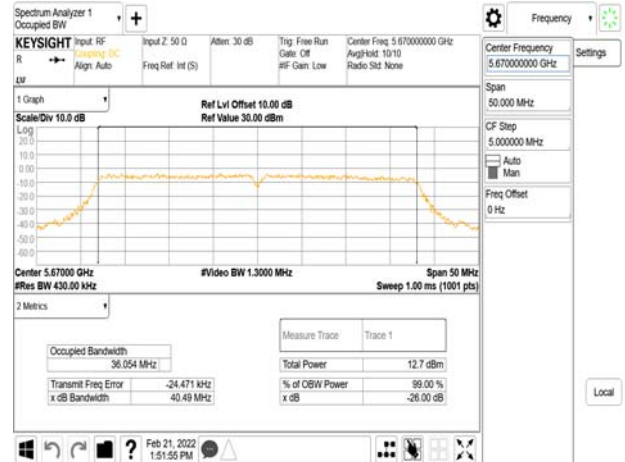 Spectrum Analyzer 1
Occupied BW
+
Frequency
KEYSIGHT
R
LXI
Input: RF
Coupling: DC
Align: Auto
Input Z: 50 Ω
Freq Ref: Int (S)
Atten: 30 dB
Trig: Free Run
Gate: Off
#IF Gain: Low
Center Freq: 5.670000000 GHz
Avg|Hold: 10/10
Radio Std: None
Center Frequency
5.670000000 GHz
Settings
Span
50.000 MHz
CF Step
5.000000 MHz
Auto
Man
Freq Offset
0 Hz
Local
1 Graph
Scale/Div 10.0 dB
Ref Lvl Offset 10.00 dB
Ref Value 30.00 dBm
Log
20.0
10.0
0.00
-10.0
-20.0
-30.0
-40.0
-50.0
-60.0
Center 5.67000 GHz
#Res BW 430.00 kHz
#Video BW 1.3000 MHz
Span 50 MHz
Sweep 1.00 ms (1001 pts)
2 Metrics
Measure Trace Trace 1
Occupied Bandwidth
36.054 MHz
Total Power 12.7 dBm
Transmit Freq Error -24.471 kHz
% of OBW Power 99.00 %
x dB Bandwidth 40.49 MHz
x dB -26.00 dB
?
Feb 21, 2022
1:51:55 PM